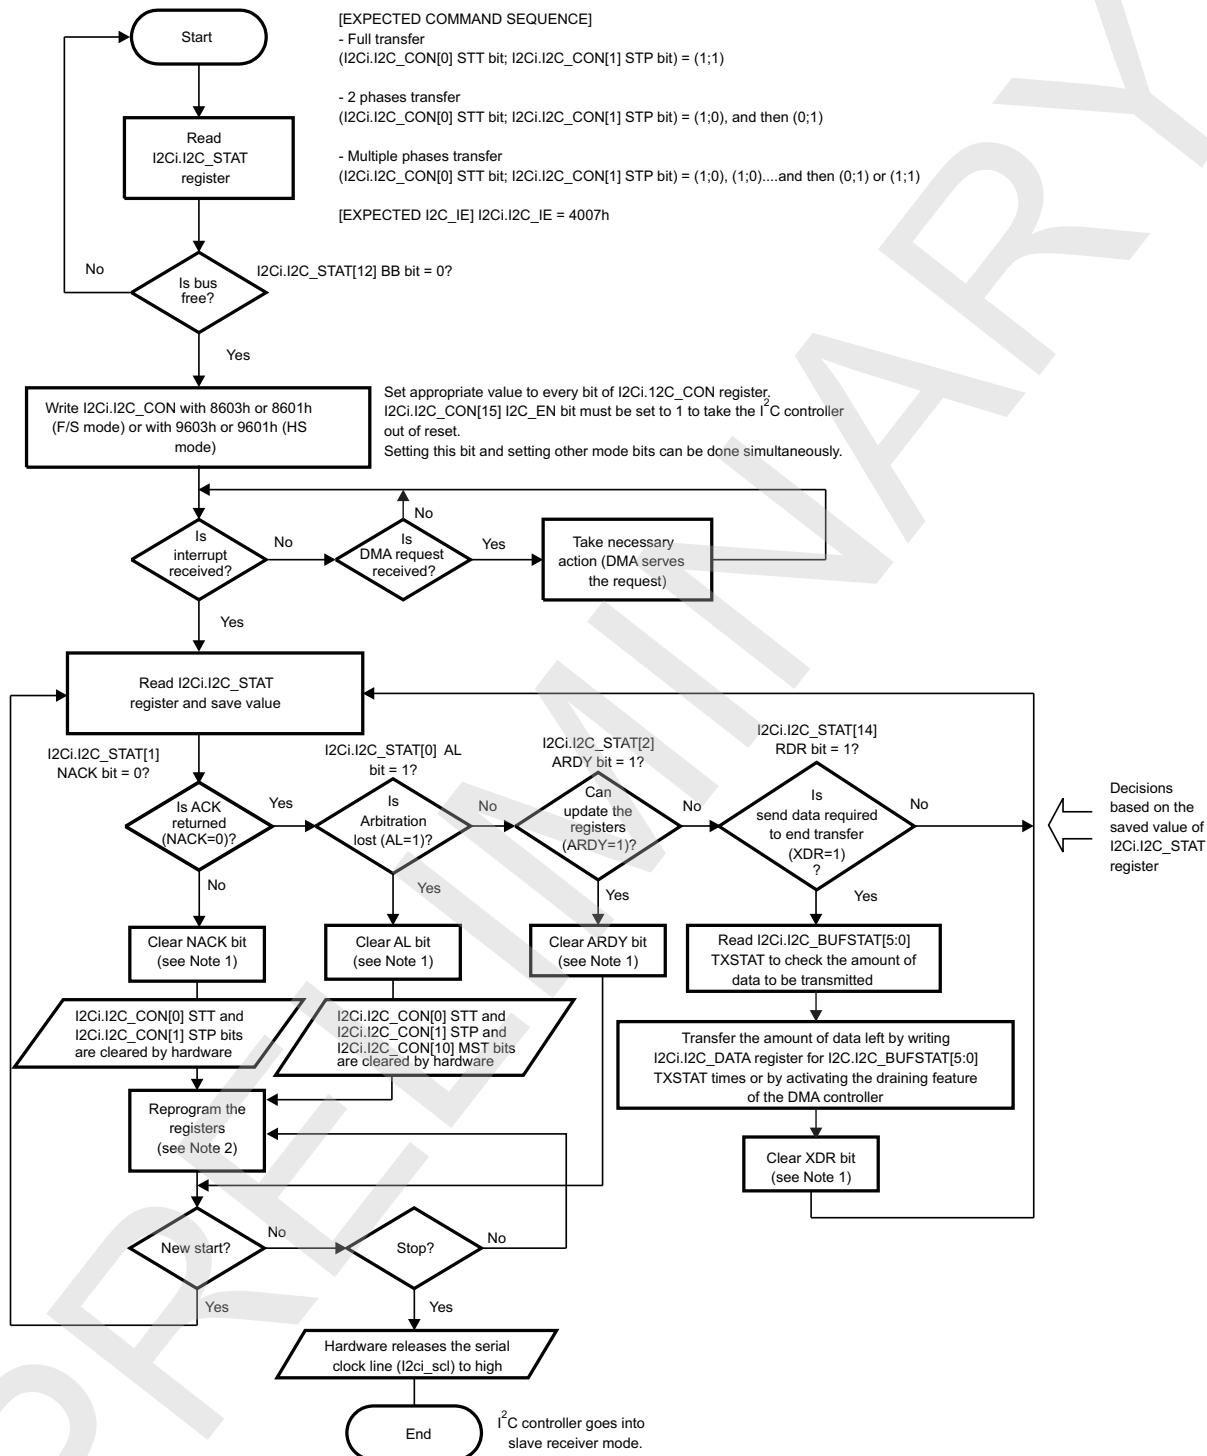 Start
[EXPECTED COMMAND SEQUENCE]
- Full transfer
(I2Ci.I2C_CON[0] STT bit; I2Ci.I2C_CON[1] STP bit) = (1;1)
- 2 phases transfer
(I2Ci.I2C_CON[0] STT bit; I2Ci.I2C_CON[1] STP bit) = (1;0), and then (0;1)
- Multiple phases transfer
(I2Ci.I2C_CON[0] STT bit; I2Ci.I2C_CON[1] STP bit) = (1;0), (1;0)....and then (0;1) or (1;1)
[EXPECTED I2C_IE] I2Ci.I2C_IE = 4007h
Read
I2Ci.I2C_STAT
register
No
I2Ci.I2C_STAT[12] BB bit = 0?
Is bus
free?
Yes
Write I2Ci.I2C_CON with 8603h or 8601h
(F/S mode) or with 9603h or 9601h (HS
mode)
Set appropriate value to every bit of I2Ci.12C_CON register.
I2Ci.I2C_CON[15] I2C_EN bit must be set to 1 to take the I2C controller
out of reset.
Setting this bit and setting other mode bits can be done simultaneously.
Is
interrupt
received?
No
Is
DMA request
received?
No
Yes
Take necessary
action (DMA serves
the request)
Yes
Read I2Ci.I2C_STAT
register and save value
I2Ci.I2C_STAT[1]
NACK bit = 0?
I2Ci.I2C_STAT[0] AL
bit = 1?
I2Ci.I2C_STAT[2]
ARDY bit = 1?
I2Ci.I2C_STAT[14]
RDR bit = 1?
Is ACK
returned
(NACK=0)?
Yes
Is
Arbitration
lost (AL=1)?
No
Can
update the
registers
(ARDY=1)?
No
Is
send data required
to end transfer
(XDR=1)
?
No
Decisions
based on the
saved value of
I2Ci.I2C_STAT
register
No
Yes
Yes
Yes
Clear NACK bit
(see Note 1)
Clear AL bit
(see Note 1)
Clear ARDY bit
(see Note 1)
Read I2Ci.I2C_BUFSTAT[5:0]
TXSTAT to check the amount of
data to be transmitted
I2Ci.I2C_CON[0] STT and
I2Ci.I2C_CON[1] STP bits
are cleared by hardware
I2Ci.I2C_CON[0] STT and
I2Ci.I2C_CON[1] STP and
I2Ci.I2C_CON[10] MST bits
are cleared by hardware
Transfer the amount of data left by writing
I2Ci.I2C_DATA register for I2C.I2C_BUFSTAT[5:0]
TXSTAT times or by activating the draining feature
of the DMA controller
Reprogram the
registers
(see Note 2)
Clear XDR bit
(see Note 1)
New start?
No
Stop?
No
Yes
Yes
Hardware releases the serial
clock line (I2ci_scl) to high
End
I2C controller goes into
slave receiver mode.
PRELIMINARY